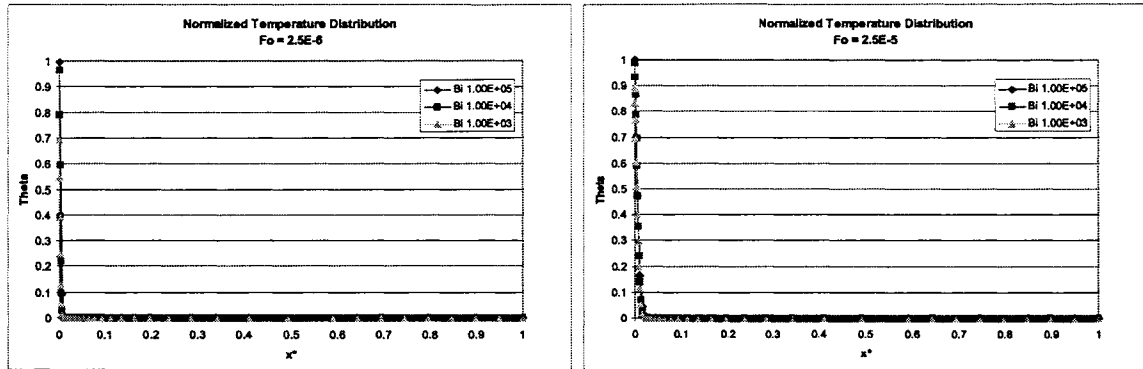 Normalized Temperature Distribution
Fo = 2.5E-6
1
0.9
0.8
0.7
0.6
0.5
0.4
0.3
0.2
0.1
0
Theta
Bi 1.00E+05
Bi 1.00E+04
Bi 1.00E+03
0 0.1 0.2 0.3 0.4 0.5 0.6 0.7 0.8 0.9 1
x*
Normalized Temperature Distribution
Fo = 2.5E-5
1
0.9
0.8
0.7
0.6
0.5
0.4
0.3
0.2
0.1
0
Theta
Bi 1.00E+05
Bi 1.00E+04
Bi 1.00E+03
0 0.1 0.2 0.3 0.4 0.5 0.6 0.7 0.8 0.9 1
x*